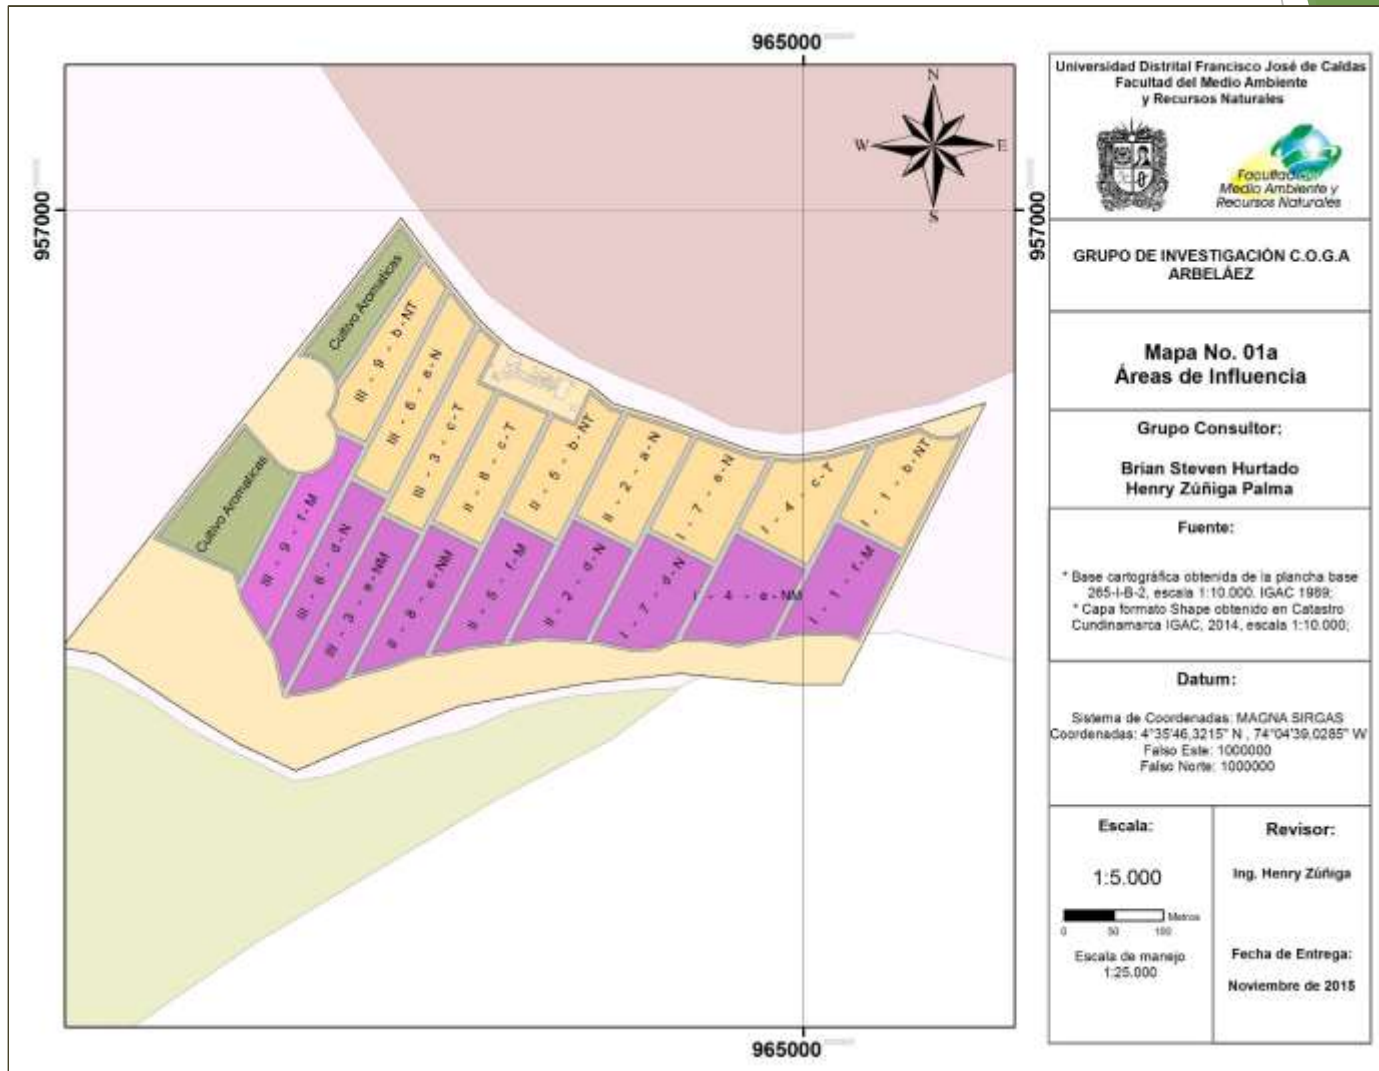 965000
957000
957000
N
W
E
S
Cultivo Aromaticas
Cultivo Aromaticas
III - 9 - b - NT
III - 6 - a - N
III - 3 - c - T
II - 8 - c - T
II - 5 - b - NT
II - 2 - a - N
I - 7 - a - N
I - 4 - c - T
I - 1 - b - NT
III - 9 - f - M
III - 6 - d - N
III - 3 - e - NM
II - 8 - e - NM
II - 5 - f - M
II - 2 - d - N
I - 7 - d - N
I - 4 - e - NM
I - 1 - f - M
965000
Universidad Distrital Francisco José de Caldas
Facultad del Medio Ambiente
y Recursos Naturales
Facultad
Medio Ambiente y
Recursos Naturales
GRUPO DE INVESTIGACIÓN C.O.G.A
ARBELÁEZ
Mapa No. 01a
Áreas de Influencia
Grupo Consultor:
Brian Steven Hurtado
Henry Zúñiga Palma
Fuente:
* Base cartográfica obtenida de la plancha base
265-I-B-2, escala 1:10.000. IGAC 1989;
* Capa formato Shape obtenido en Catastro
Cundinamarca IGAC, 2014, escala 1:10.000;
Datum:
Sistema de Coordenadas: MAGNA SIRGAS
Coordenadas: 4°35'46,3215" N , 74°04'39,0285" W
Falso Este: 1000000
Falso Norte: 1000000
Escala:
1:5.000
Metros
0 50 100
Escala de manejo
1:25.000
Revisor:
Ing. Henry Zúñiga
Fecha de Entrega:
Noviembre de 2015